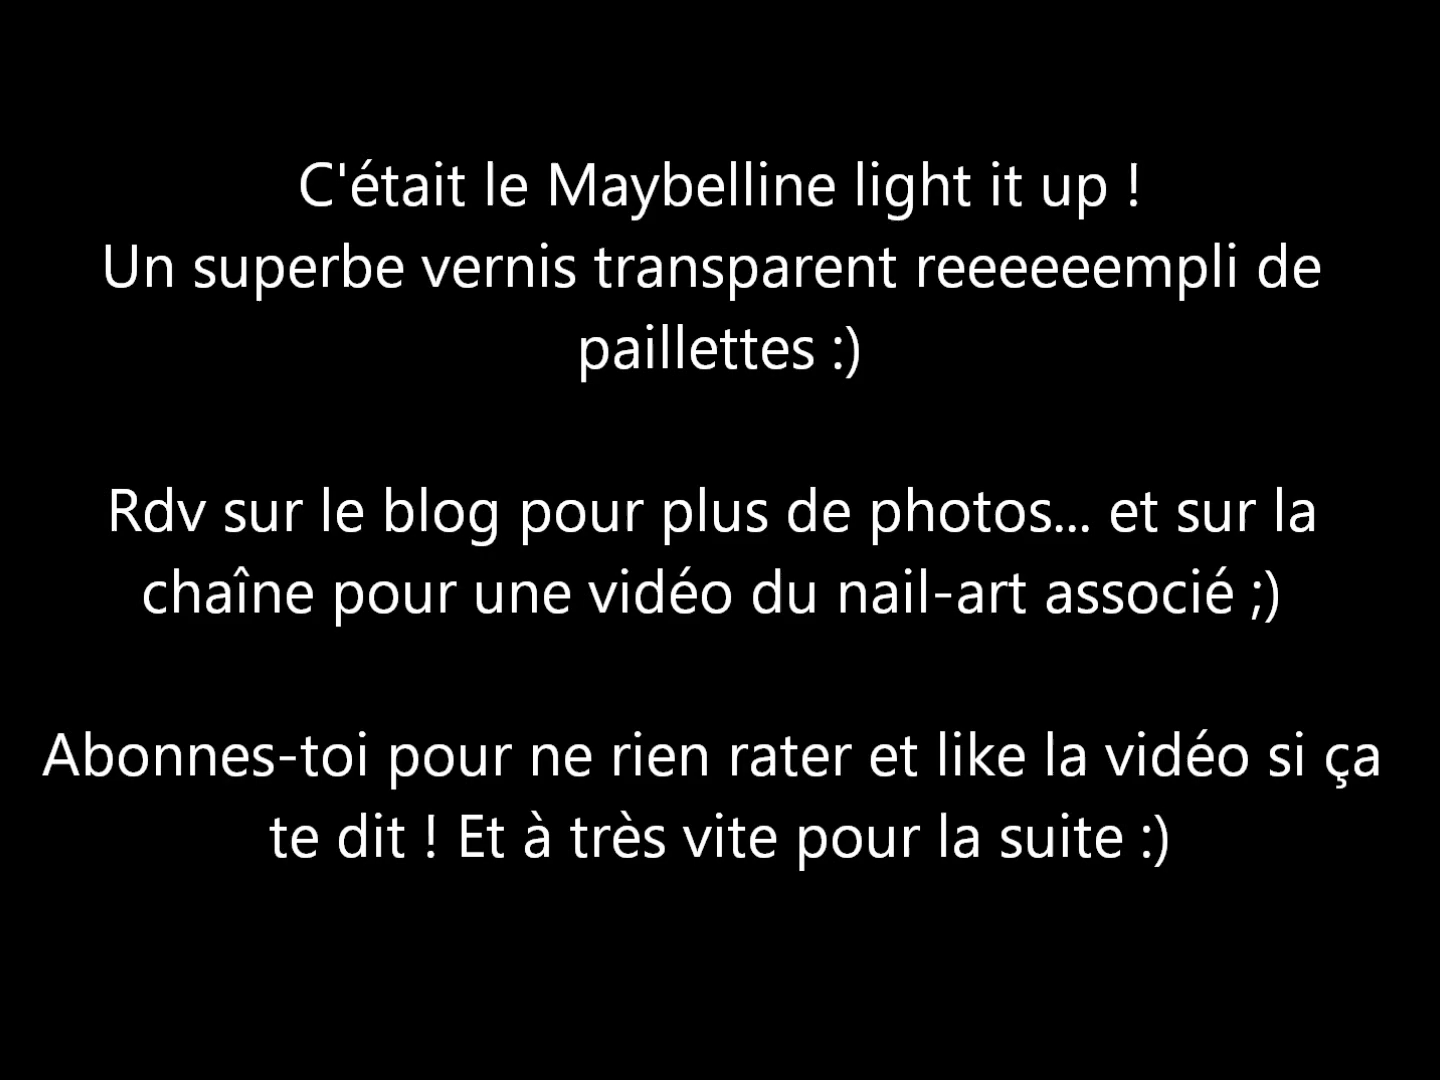 C'était le Maybelline light it up !
Un superbe vernis transparent reeeeeempli de
paillettes :)
Rdv sur le blog pour plus de photos... et sur la
chaîne pour une vidéo du nail-art associé ;)
Abonnes-toi pour ne rien rater et like la vidéo si ça
te dit ! Et à très vite pour la suite :)